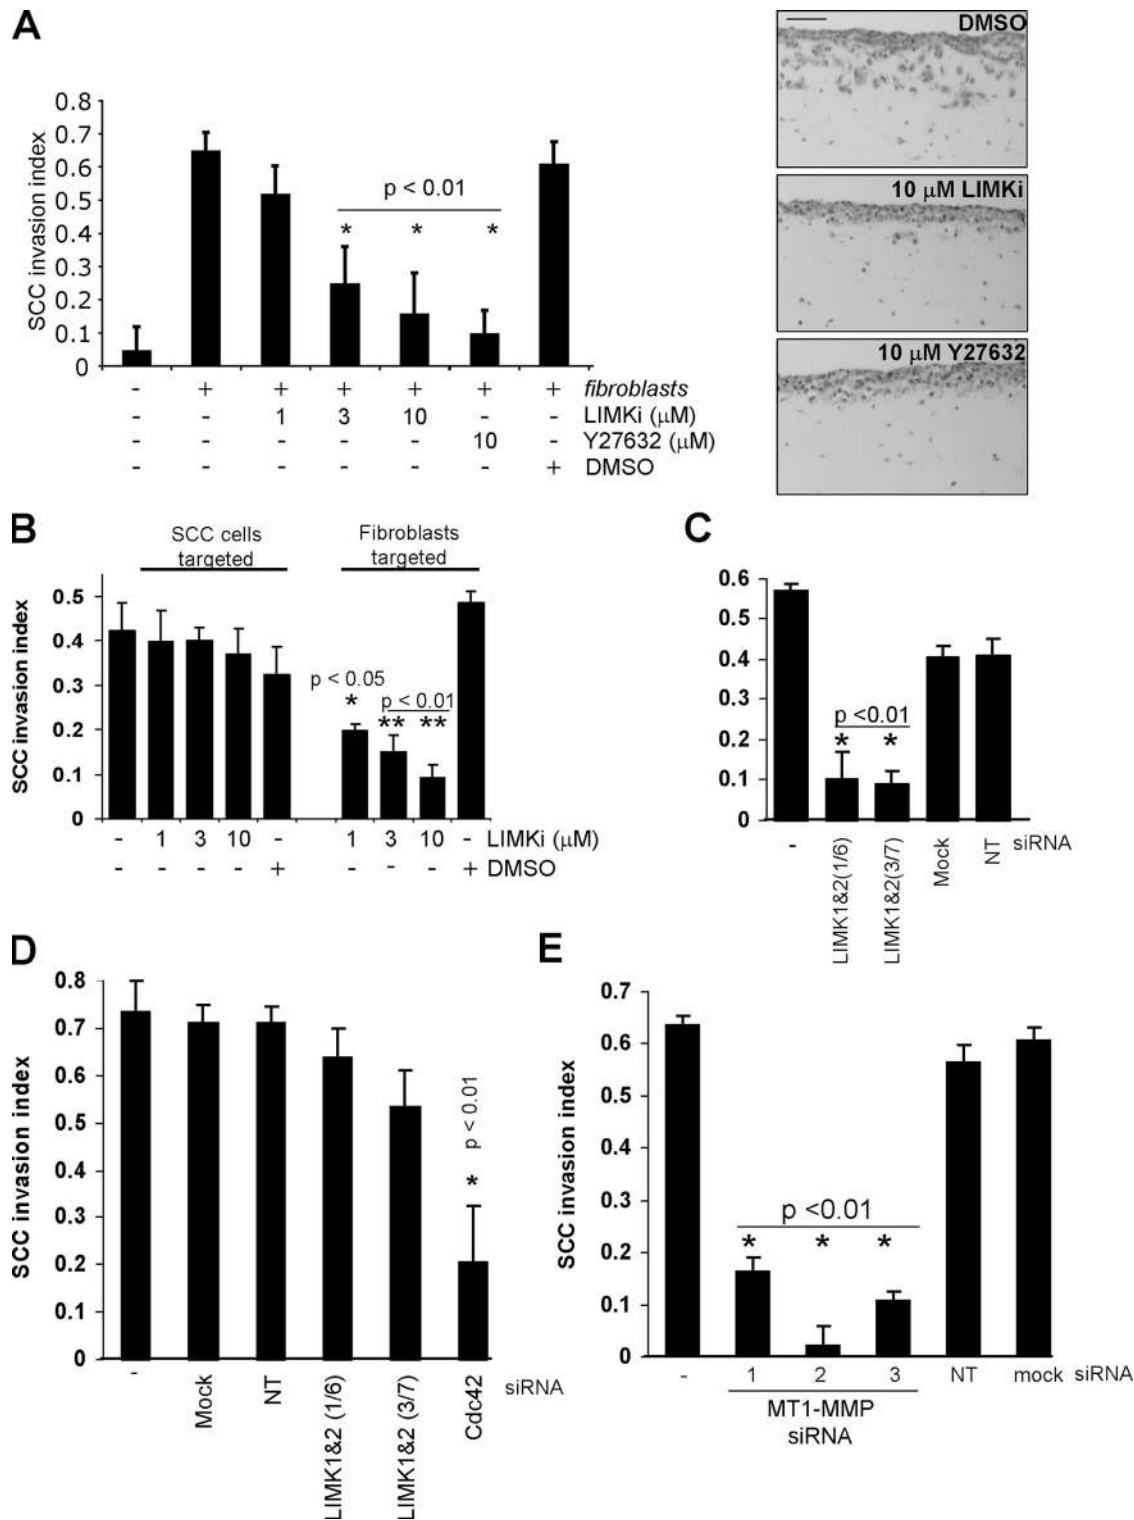 A
SCC invasion index
0.8
0.7
0.6
0.5
0.4
0.3
0.2
0.1
0
p < 0.01
* * *
- + + + + + + fibroblasts
- - 1 3 10 - - LIMKi (μM)
- - - - - 10 - Y27632 (μM)
- - - - - - + DMSO
DMSO
10 μM LIMKi
10 μM Y27632
B
SCC cells
targeted
Fibroblasts
targeted
SCC invasion index
0.5
0.4
0.3
0.2
0.1
0
p < 0.05
*
p <0.01
** **
- 1 3 10 - 1 3 10 - LIMKi (μM)
- - - - + - - - + DMSO
C
SCC invasion index
0.6
0.5
0.4
0.3
0.2
0.1
0
p <0.01
* *
- LIMK1&2(1/6) LIMK1&2(3/7) Mock NT siRNA
D
SCC invasion index
0.8
0.7
0.6
0.5
0.4
0.3
0.2
0.1
0
p < 0.01
*
- Mock NT LIMK1&2 (1/6) LIMK1&2 (3/7) Cdc42 siRNA
E
SCC invasion index
0.7
0.6
0.5
0.4
0.3
0.2
0.1
0
p <0.01
* * *
- 1 2 3 NT mock siRNA
MT1-MMP
siRNA